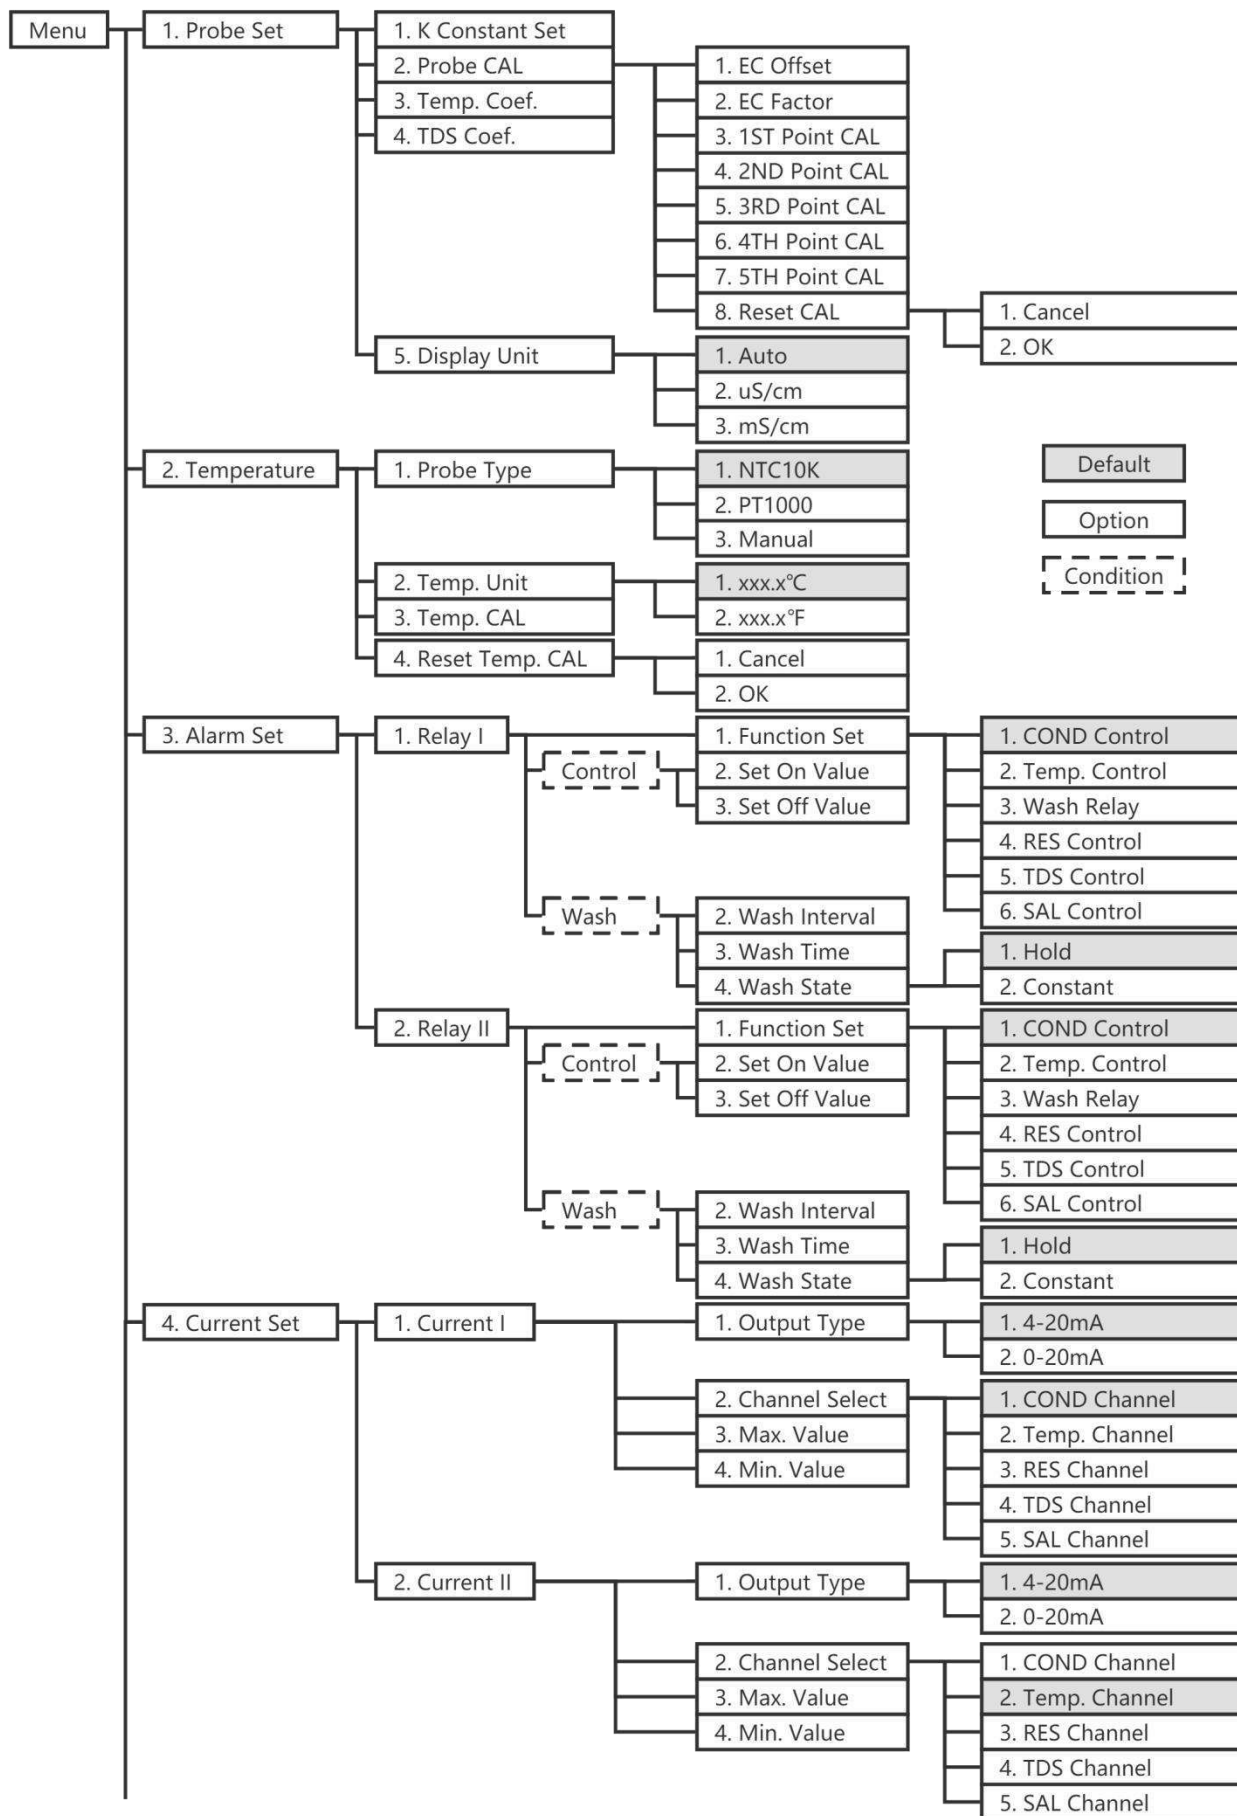 Menu
1. Probe Set
1. K Constant Set
2. Probe CAL
1. EC Offset
2. EC Factor
3. 1ST Point CAL
4. 2ND Point CAL
5. 3RD Point CAL
6. 4TH Point CAL
7. 5TH Point CAL
8. Reset CAL
1. Cancel
2. OK
3. Temp. Coef.
4. TDS Coef.
5. Display Unit
1. Auto
2. uS/cm
3. mS/cm
Default
Option
Condition
2. Temperature
1. Probe Type
1. NTC10K
2. PT1000
3. Manual
2. Temp. Unit
1. xxx.x°C
2. xxx.x°F
3. Temp. CAL
4. Reset Temp. CAL
1. Cancel
2. OK
3. Alarm Set
1. Relay I
1. Function Set
1. COND Control
2. Temp. Control
3. Wash Relay
4. RES Control
5. TDS Control
6. SAL Control
Control
2. Set On Value
3. Set Off Value
Wash
2. Wash Interval
3. Wash Time
4. Wash State
1. Hold
2. Constant
2. Relay II
1. Function Set
1. COND Control
2. Temp. Control
3. Wash Relay
4. RES Control
5. TDS Control
6. SAL Control
Control
2. Set On Value
3. Set Off Value
Wash
2. Wash Interval
3. Wash Time
4. Wash State
1. Hold
2. Constant
4. Current Set
1. Current I
1. Output Type
1. 4-20mA
2. 0-20mA
2. Channel Select
1. COND Channel
2. Temp. Channel
3. RES Channel
4. TDS Channel
5. SAL Channel
3. Max. Value
4. Min. Value
2. Current II
1. Output Type
1. 4-20mA
2. 0-20mA
2. Channel Select
1. COND Channel
2. Temp. Channel
3. RES Channel
4. TDS Channel
5. SAL Channel
3. Max. Value
4. Min. Value